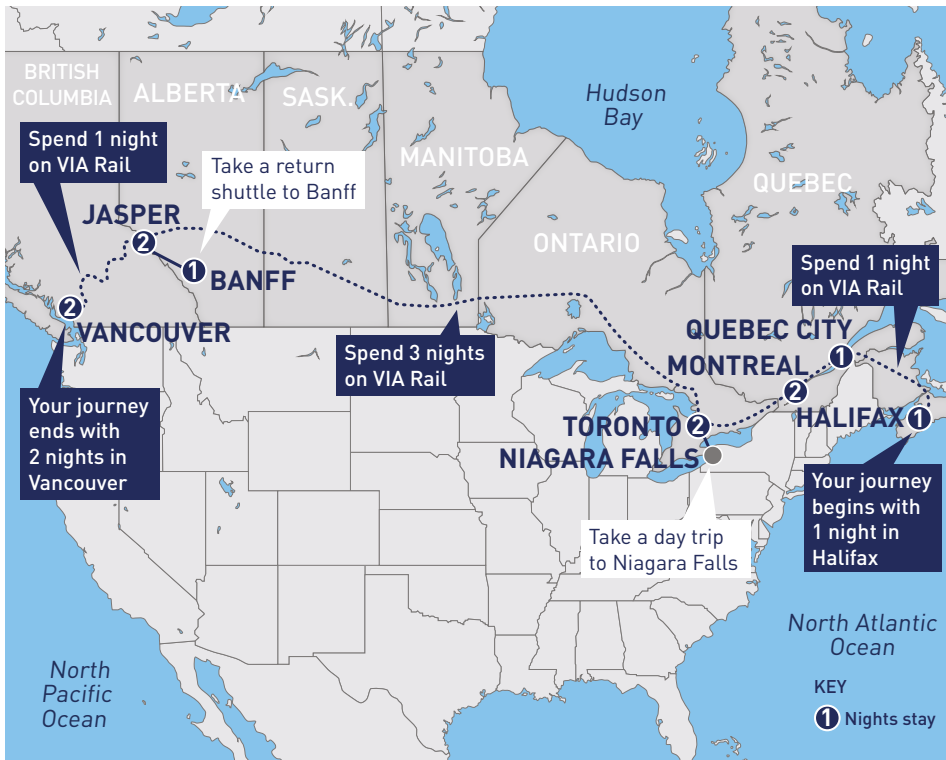 BRITISH
COLUMBIA
ALBERTA
SASK.
MANITOBA
ONTARIO
QUEBEC
Hudson
Bay
Spend 1 night
on VIA Rail
Take a return
shuttle to Banff
JASPER
2
1
BANFF
2
VANCOUVER
Your journey
ends with
2 nights in
Vancouver
Spend 3 nights
on VIA Rail
Spend 1 night
on VIA Rail
QUEBEC CITY
1
MONTREAL
2
HALIFAX
1
TORONTO
2
NIAGARA FALLS
Take a day trip
to Niagara Falls
Your journey
begins with
1 night in
Halifax
North
Pacific
Ocean
North Atlantic
Ocean
KEY
1 Nights stay